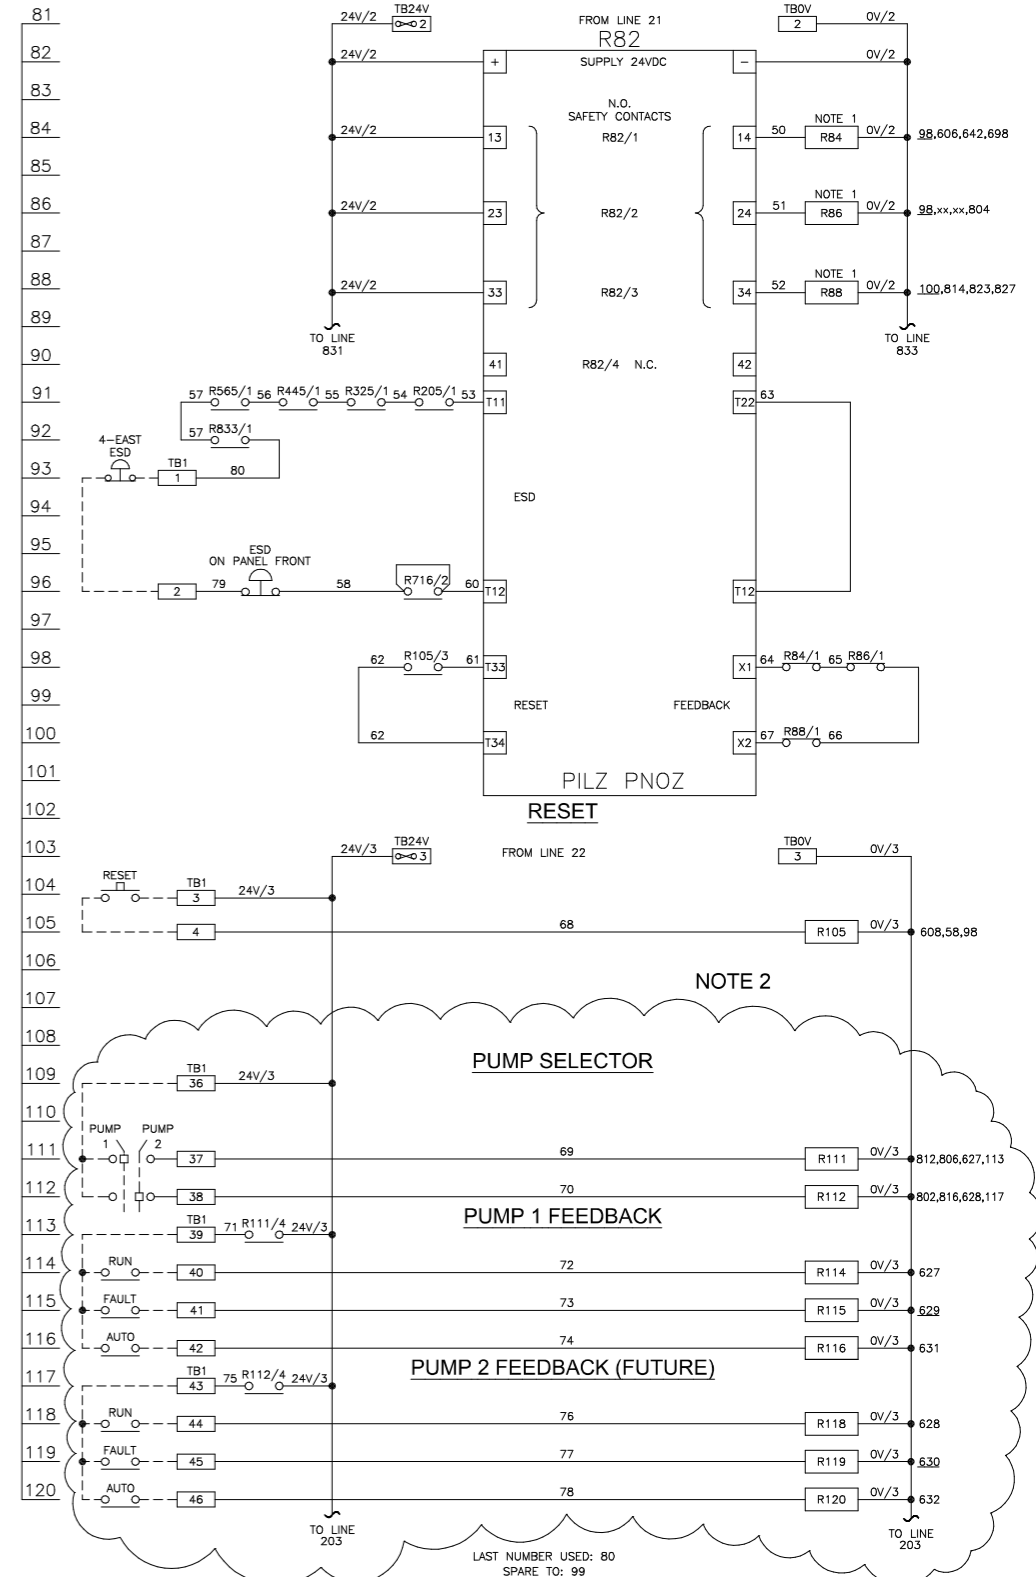 81 24V/2 TB24V 2 FROM LINE 21 TB0V 2 0V/2
R82
82 24V/2 + SUPPLY 24VDC - 0V/2
83
N.O.
SAFETY CONTACTS
NOTE 1
84 24V/2 13 R82/1 14 50 R84 0V/2 98,606,642,698
85
NOTE 1
86 24V/2 23 R82/2 24 51 R86 0V/2 98,xx,xx,804
87
NOTE 1
88 24V/2 33 R82/3 34 52 R88 0V/2 100,814,823,827
89
TO LINE
831
TO LINE
833
90 41 R82/4 N.C. 42
91 57 R565/1 56 R445/1 55 R325/1 54 R205/1 53 T11 T22 63
92 57 R833/1
4-EAST
ESD
93 TB1 1 80
94 ESD
95
ESD
ON PANEL FRONT
96 2 79 58 R716/2 60 T12 T12
97
98 62 R105/3 61 T33 X1 64 R84/1 65 R86/1
99 RESET FEEDBACK
100 62 T34 X2 67 R88/1 66
101 PILZ PNOZ
102 RESET
103 24V/3 TB24V 3 FROM LINE 22 TB0V 3 0V/3
104 RESET TB1 3 24V/3
105 4 68 R105 0V/3 608,58,98
106
NOTE 2
107
108
PUMP SELECTOR
109 TB1 36 24V/3
110
PUMP 1 PUMP 2
111 37 69 R111 0V/3 812,806,627,113
112 38 70 R112 0V/3 802,816,628,117
PUMP 1 FEEDBACK
113 TB1 39 71 R111/4 24V/3
114 RUN 40 72 R114 0V/3 627
115 FAULT 41 73 R115 0V/3 629
116 AUTO 42 74 R116 0V/3 631
PUMP 2 FEEDBACK (FUTURE)
117 TB1 43 75 R112/4 24V/3
118 RUN 44 76 R118 0V/3 628
119 FAULT 45 77 R119 0V/3 630
120 AUTO 46 78 R120 0V/3 632
TO LINE
203
TO LINE
203
LAST NUMBER USED: 80
SPARE TO: 99